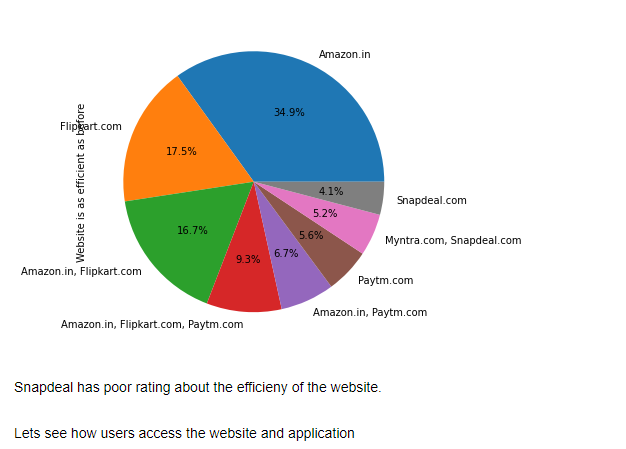 Amazon.in
34.9%
Flipkart.com
17.5%
Website is as efficient as before
4.1%
Snapdeal.com
5.2%
16.7%
5.6%
Myntra.com, Snapdeal.com
6.7%
9.3%
Amazon.in, Flipkart.com
Paytm.com
Amazon.in, Paytm.com
Amazon.in, Flipkart.com, Paytm.com
Snapdeal has poor rating about the efficieny of the website.
Lets see how users access the website and application